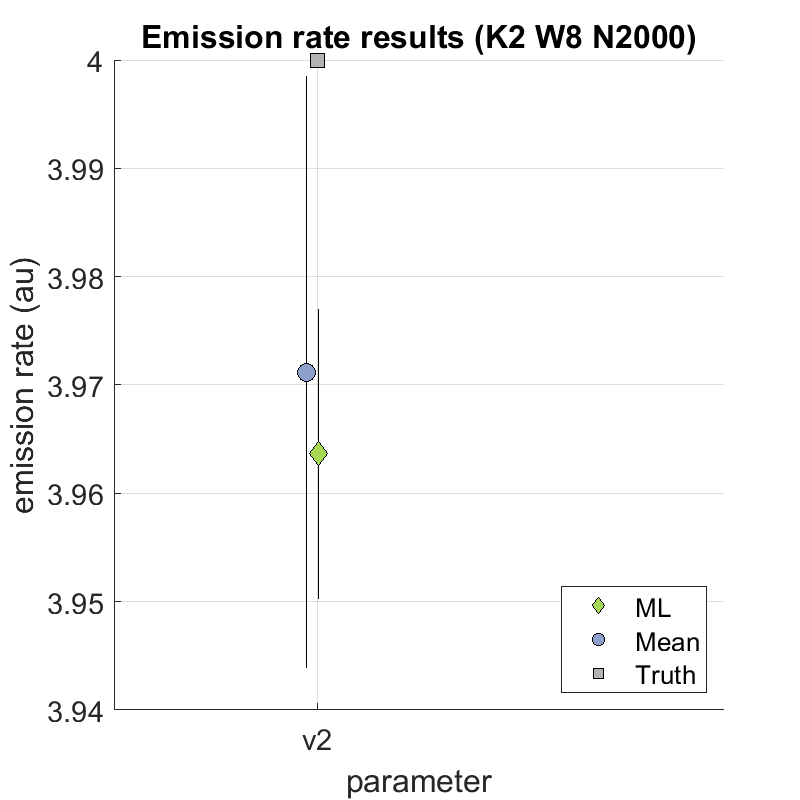 Emission rate results (K2 W8 N2000)
4
3.99
3.98
3.97
3.96
3.95
3.94
emission rate (au)
ML
Mean
Truth
v2
parameter